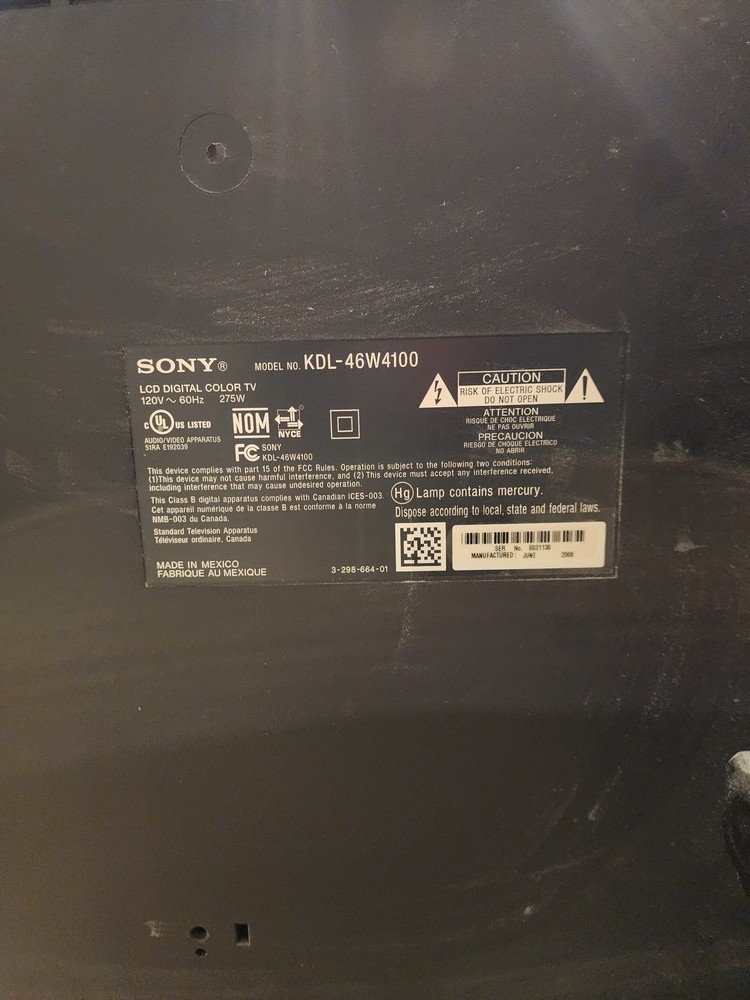 SONY® MODEL NO. KDL-46W4100
LCD DIGITAL COLOR TV
120V ~ 60Hz 275W
CAUTION
RISK OF ELECTRIC SHOCK
DO NOT OPEN
ATTENTION
RISQUE DE CHOC ELECTRIQUE
NE PAS OUVRIR
PRECAUCION
RIESGO DE CHOQUE ELECTRICO
NO ABRIR
C UL US LISTED
AUDIO/VIDEO APPARATUS
51RA E192039
NOM
NYCE
FC SONY
KDL-46W4100
This device complies with part 15 of the FCC Rules. Operation is subject to the following two conditions:
(1)This device may not cause harmful interference, and (2) This device must accept any interference received,
including interference that may cause undesired operation.
This Class B digital apparatus complies with Canadian ICES-003.
Cet appareil numérique de la classe B est conforme à la norme
NMB-003 du Canada.
Standard Television Apparatus
Téléviseur ordinaire, Canada
Hg Lamp contains mercury.
Dispose according to local, state and federal laws.
SER. No. 8031130
MANUFACTURED: JUNE 2008
MADE IN MEXICO
FABRIQUE AU MEXIQUE
3-298-664-01